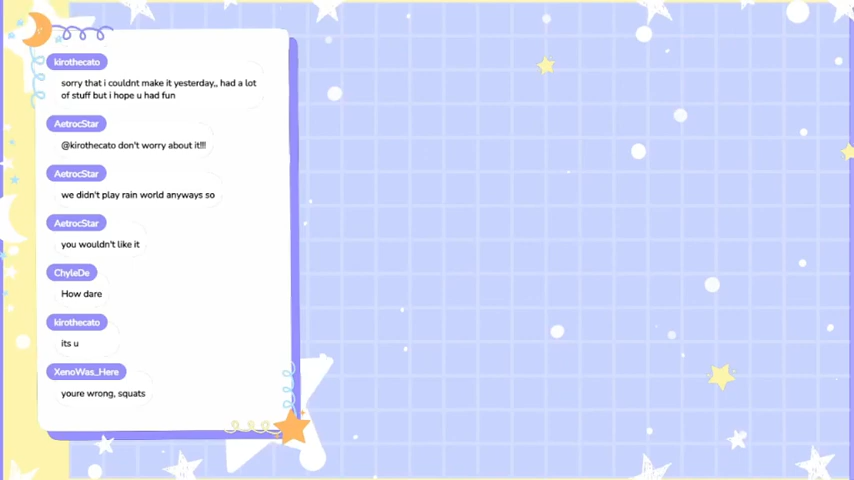 kirothecato
sorry that i couldnt make it yesterday,, had a lot
of stuff but i hope u had fun
AetrocStar
@kirothecato don't worry about it!!!
AetrocStar
we didn't play rain world anyways so
AetrocStar
you wouldn't like it
ChyleDe
How dare
kirothecato
its u
XenoWas_Here
youre wrong, squats